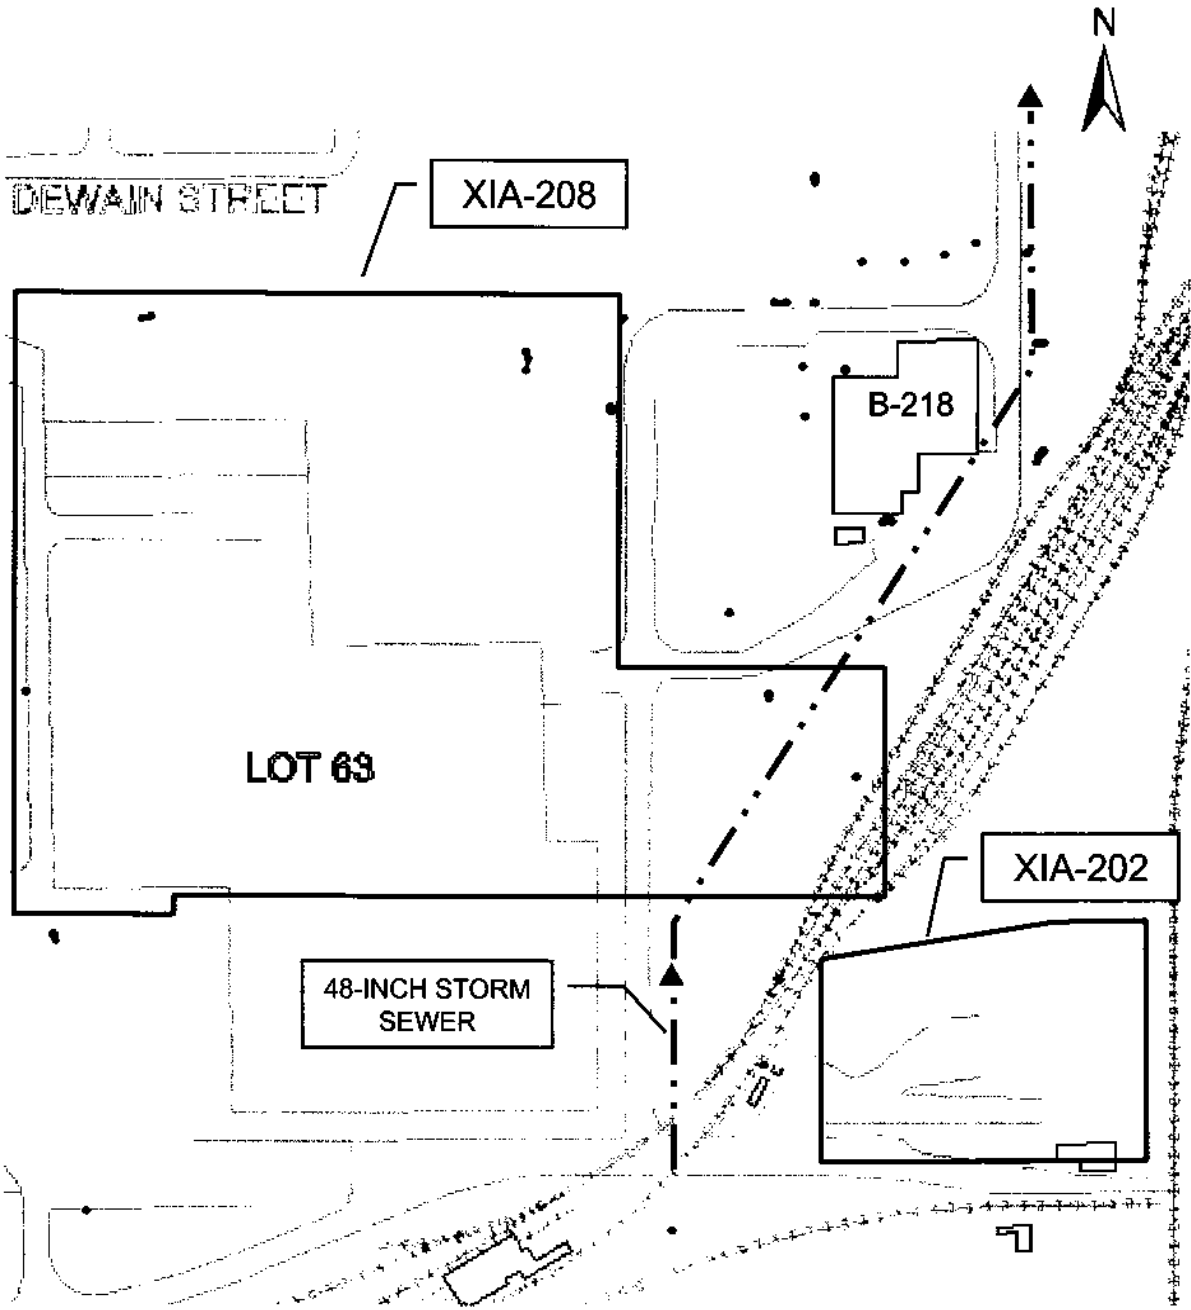 N
DEWAIN STREET
XIA-208
B-218
LOT 63
XIA-202
48-INCH STORM
SEWER